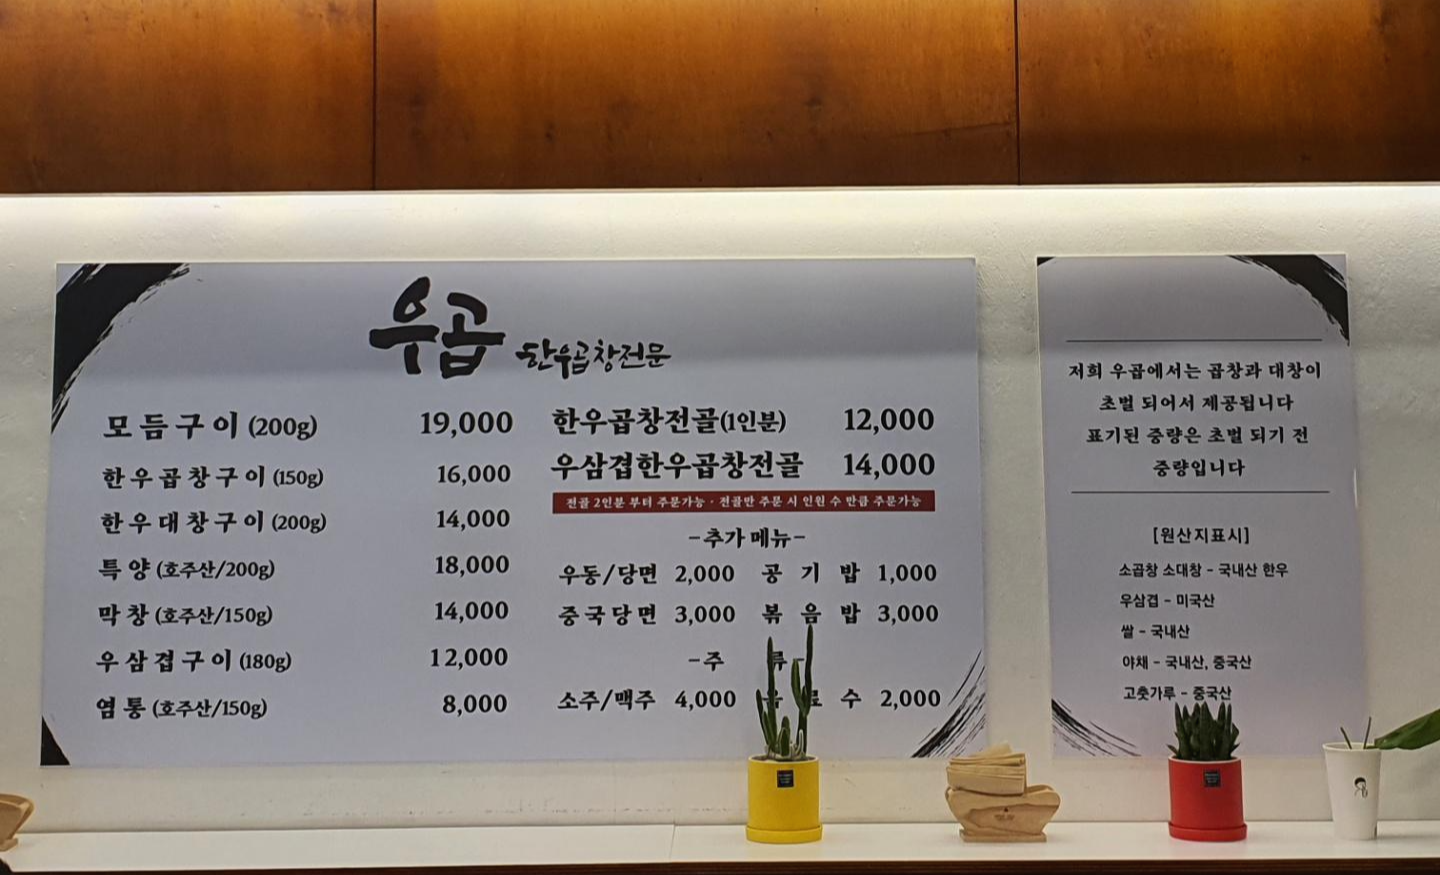 우곱 한우곱창전문
모듬구이 (200g) 19,000
한우곱창구이 (150g) 16,000
한우대창구이 (200g) 14,000
특양 (호주산/200g) 18,000
막창 (호주산/150g) 14,000
우삼겹구이 (180g) 12,000
염통 (호주산/150g) 8,000
한우곱창전골(1인분) 12,000
우삼겹한우곱창전골 14,000
전골 2인분 부터 주문가능 · 전골만 주문 시 인원 수 만큼 주문가능
-추가 메뉴-
우동/당면 2,000 공기밥 1,000
중국당면 3,000 볶음밥 3,000
-주류-
소주/맥주 4,000 음료수 2,000
저희 우곱에서는 곱창과 대창이
초벌 되어서 제공됩니다
표기된 중량은 초벌 되기 전
중량입니다
[원산지표시]
소곱창 소대창 - 국내산 한우
우삼겹 - 미국산
쌀 - 국내산
야채 - 국내산, 중국산
고춧가루 - 중국산